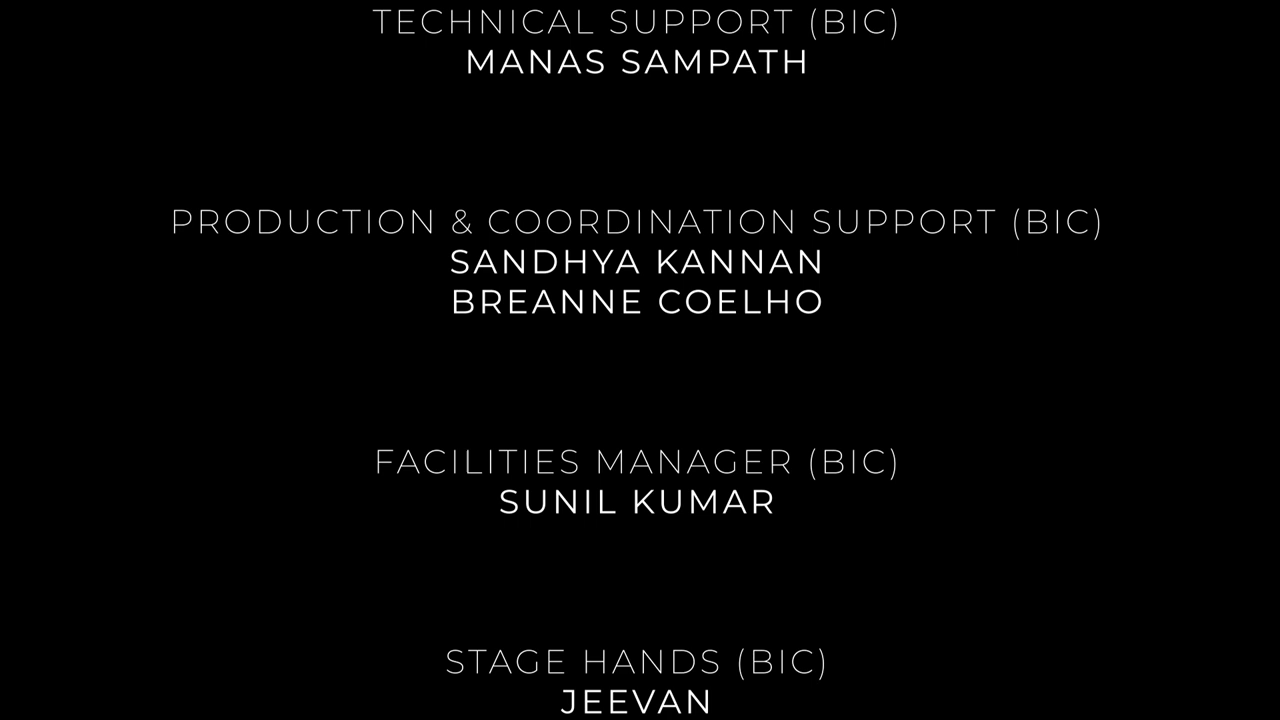 TECHNICAL SUPPORT (BIC)
MANAS SAMPATH
PRODUCTION & COORDINATION SUPPORT (BIC)
SANDHYA KANNAN
BREANNE COELHO
FACILITIES MANAGER (BIC)
SUNIL KUMAR
STAGE HANDS (BIC)
JEEVAN